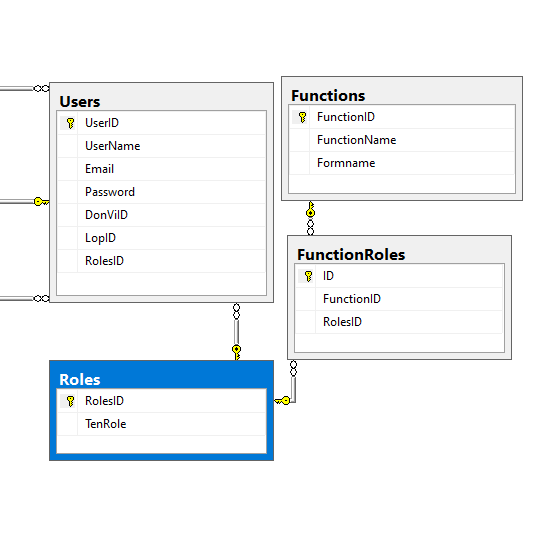 Users
UserID
UserName
Email
Password
DonViID
LopID
RolesID
Functions
FunctionID
FunctionName
Formname
FunctionRoles
ID
FunctionID
RolesID
Roles
RolesID
TenRole